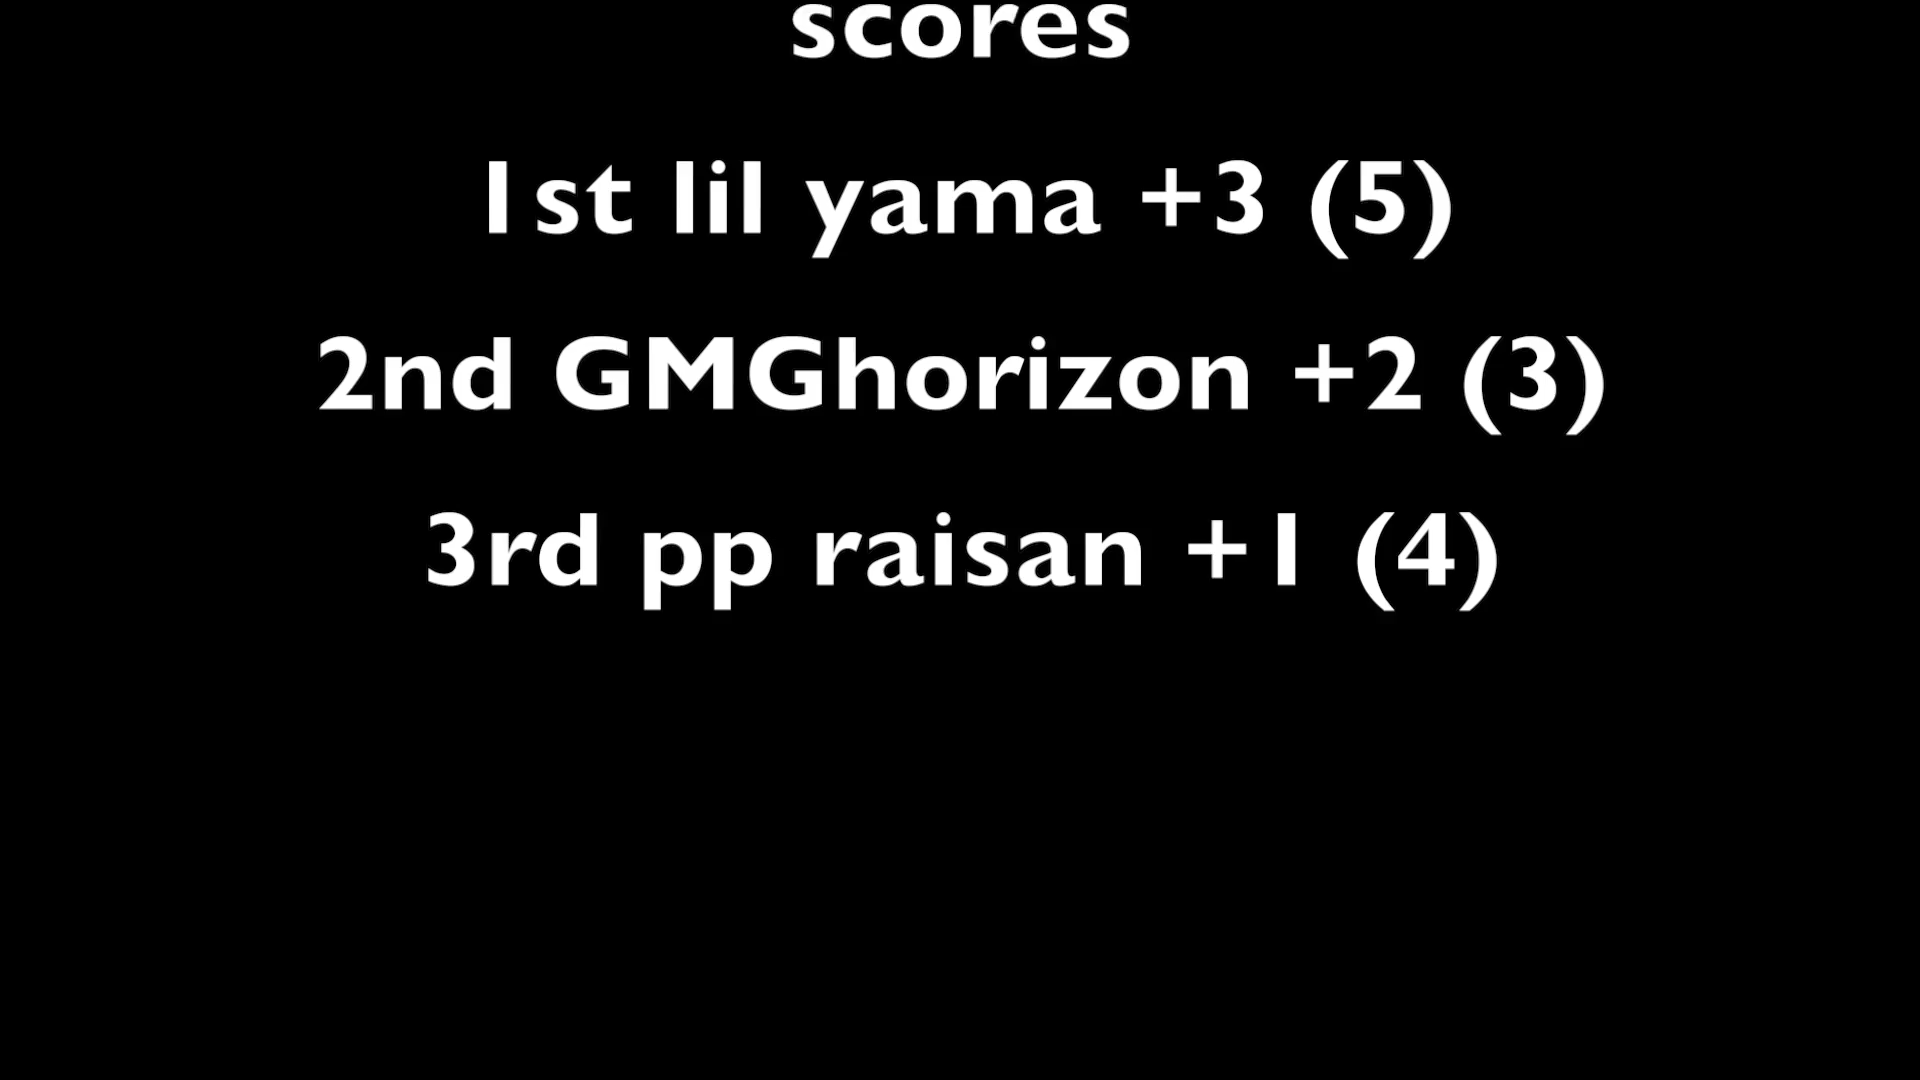 scores
1st lil yama +3 (5)
2nd GMGhorizon +2 (3)
3rd pp raisan +1 (4)